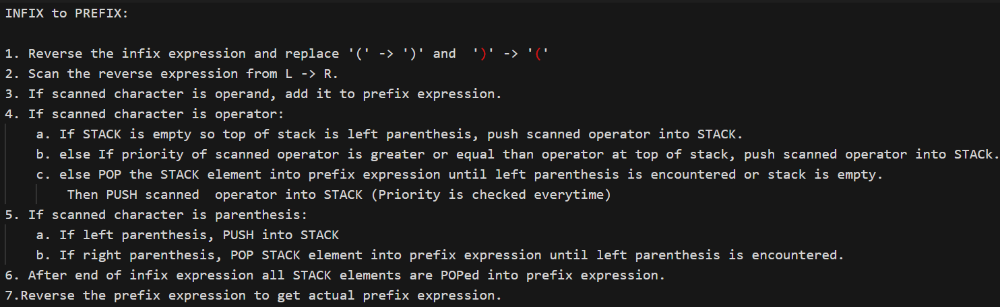 INFIX to PREFIX:
1. Reverse the infix expression and replace '(' -> ')' and  ')' -> '('
2. Scan the reverse expression from L -> R.
3. If scanned character is operand, add it to prefix expression.
4. If scanned character is operator:
a. If STACK is empty so top of stack is left parenthesis, push scanned operator into STACK.
b. else If priority of scanned operator is greater or equal than operator at top of stack, push scanned operator into STACk.
c. else POP the STACK element into prefix expression until left parenthesis is encountered or stack is empty.
Then PUSH scanned  operator into STACK (Priority is checked everytime)
5. If scanned character is parenthesis:
a. If left parenthesis, PUSH into STACK
b. If right parenthesis, POP STACK element into prefix expression until left parenthesis is encountered.
6. After end of infix expression all STACK elements are POPed into prefix expression.
7.Reverse the prefix expression to get actual prefix expression.